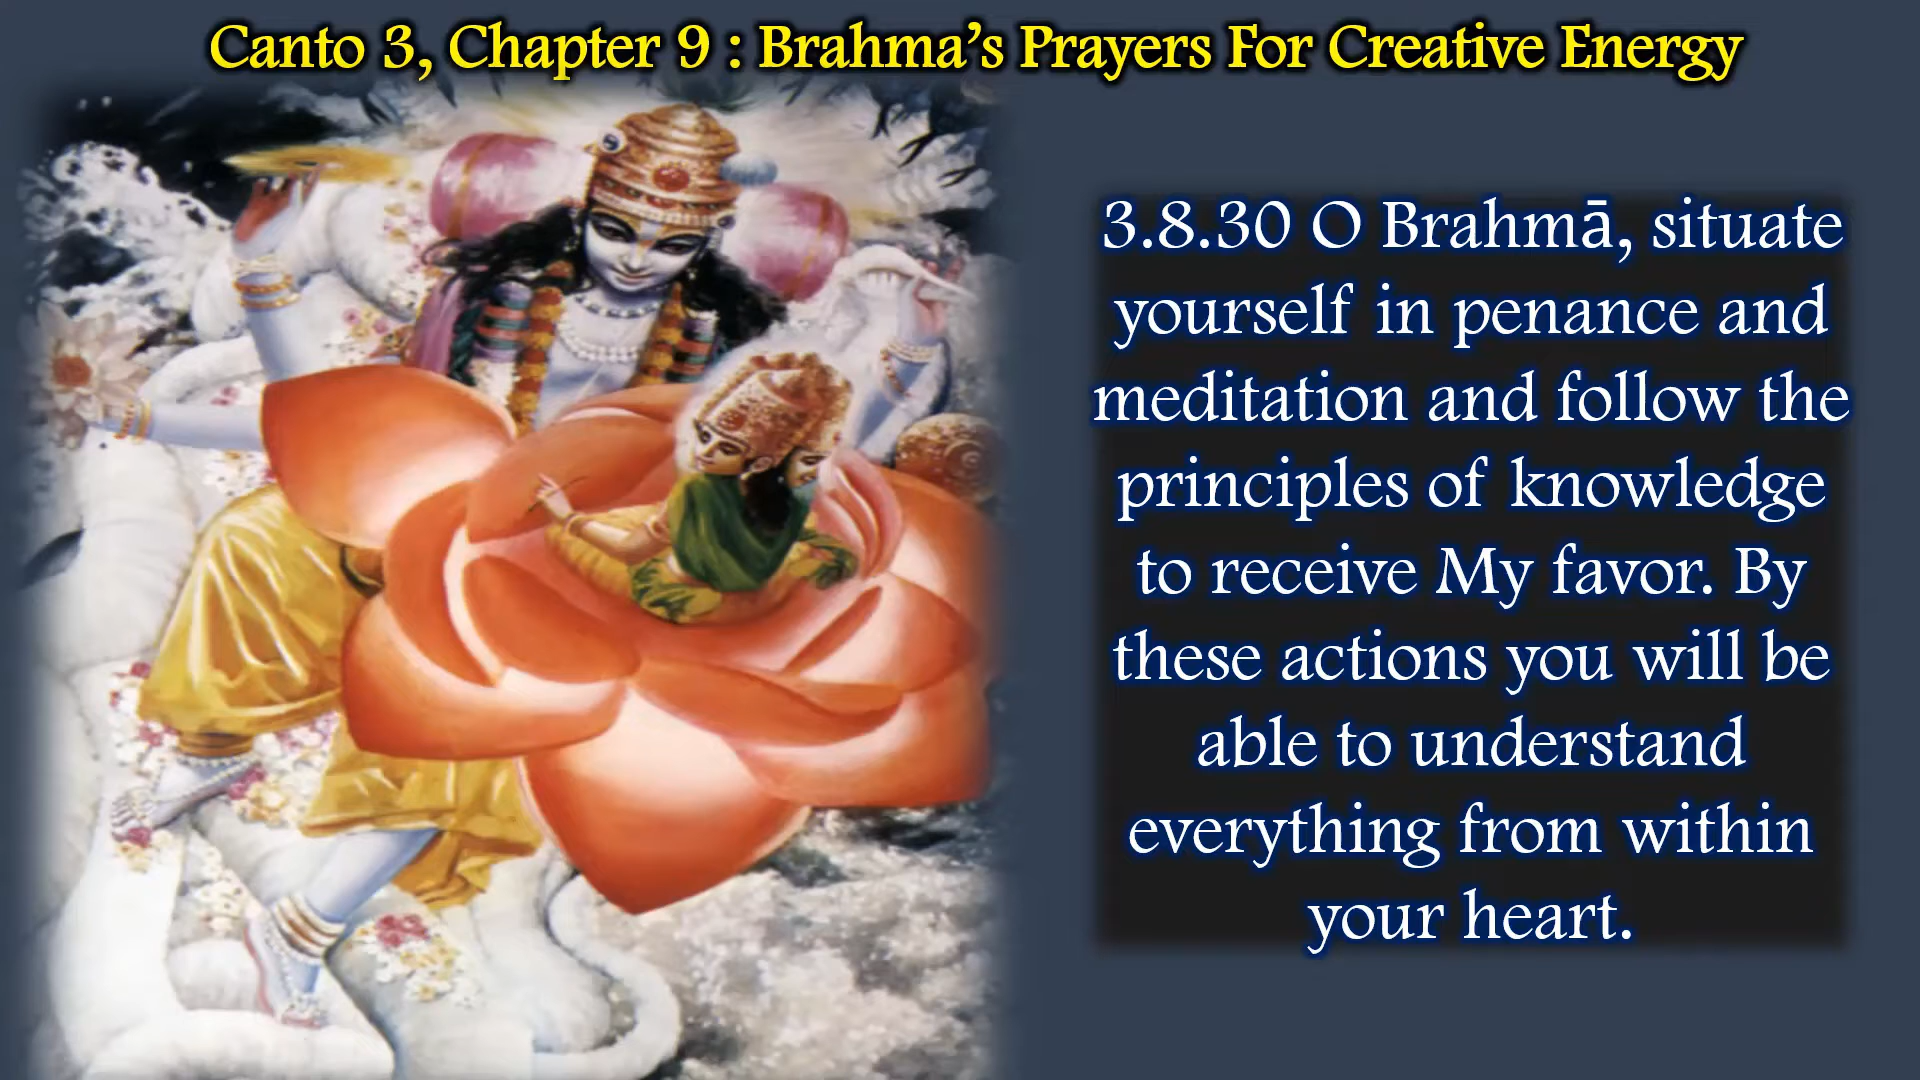 Canto 3, Chapter 9 : Brahma’s Prayers For Creative Energy
3.8.30 O Brahmā, situate
yourself in penance and
meditation and follow the
principles of knowledge
to receive My favor. By
these actions you will be
able to understand
everything from within
your heart.